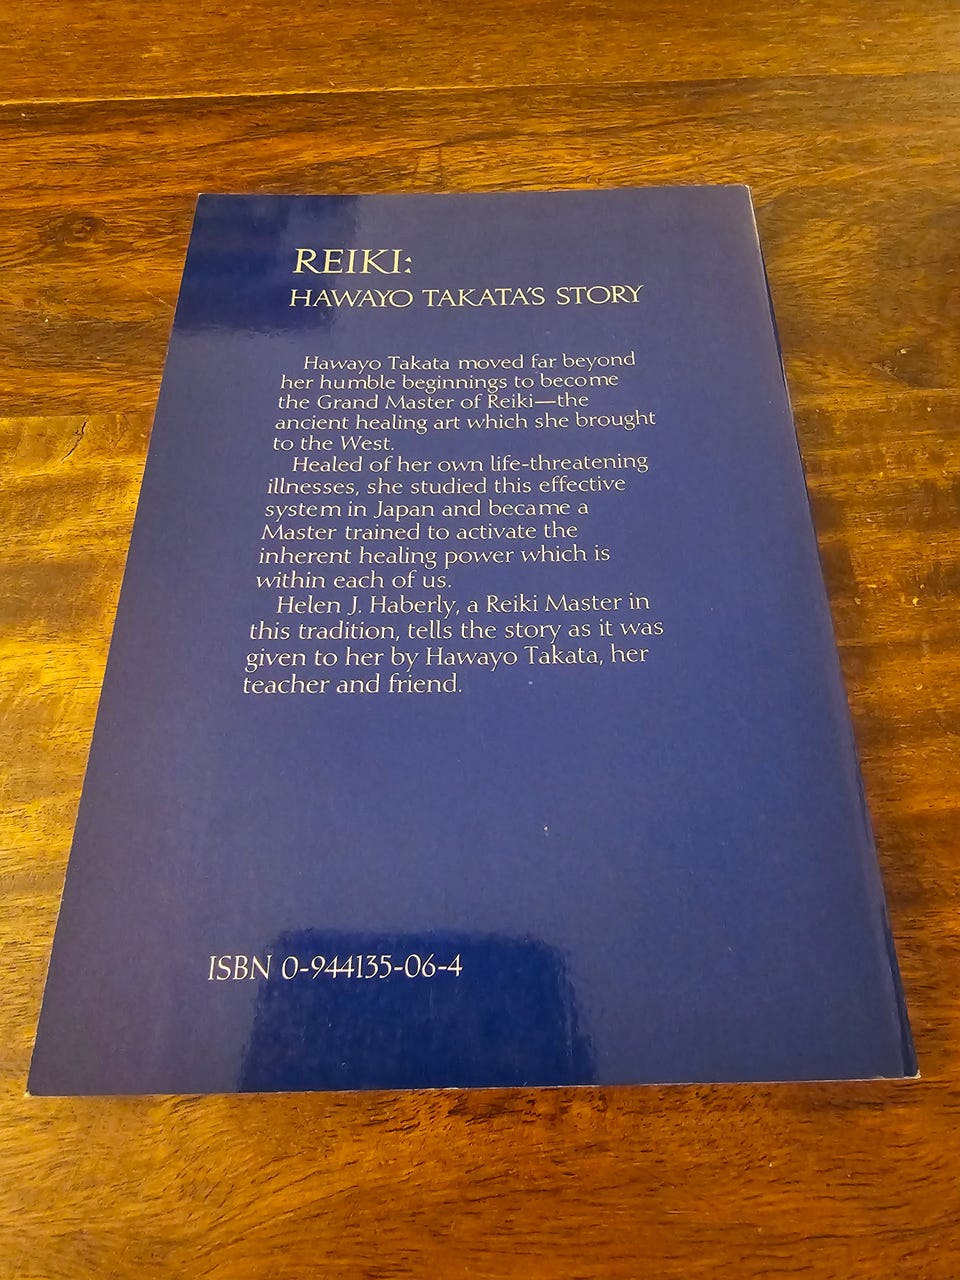 REIKI:
HAWAYO TAKATA'S STORY
Hawayo Takata moved far beyond
her humble beginnings to become
the Grand Master of Reiki—the
ancient healing art which she brought
to the West.
Healed of her own life-threatening
illnesses, she studied this effective
system in Japan and became a
Master trained to activate the
inherent healing power which is
within each of us.
Helen J. Haberly, a Reiki Master in
this tradition, tells the story as it was
given to her by Hawayo Takata, her
teacher and friend.
ISBN 0-944135-06-4